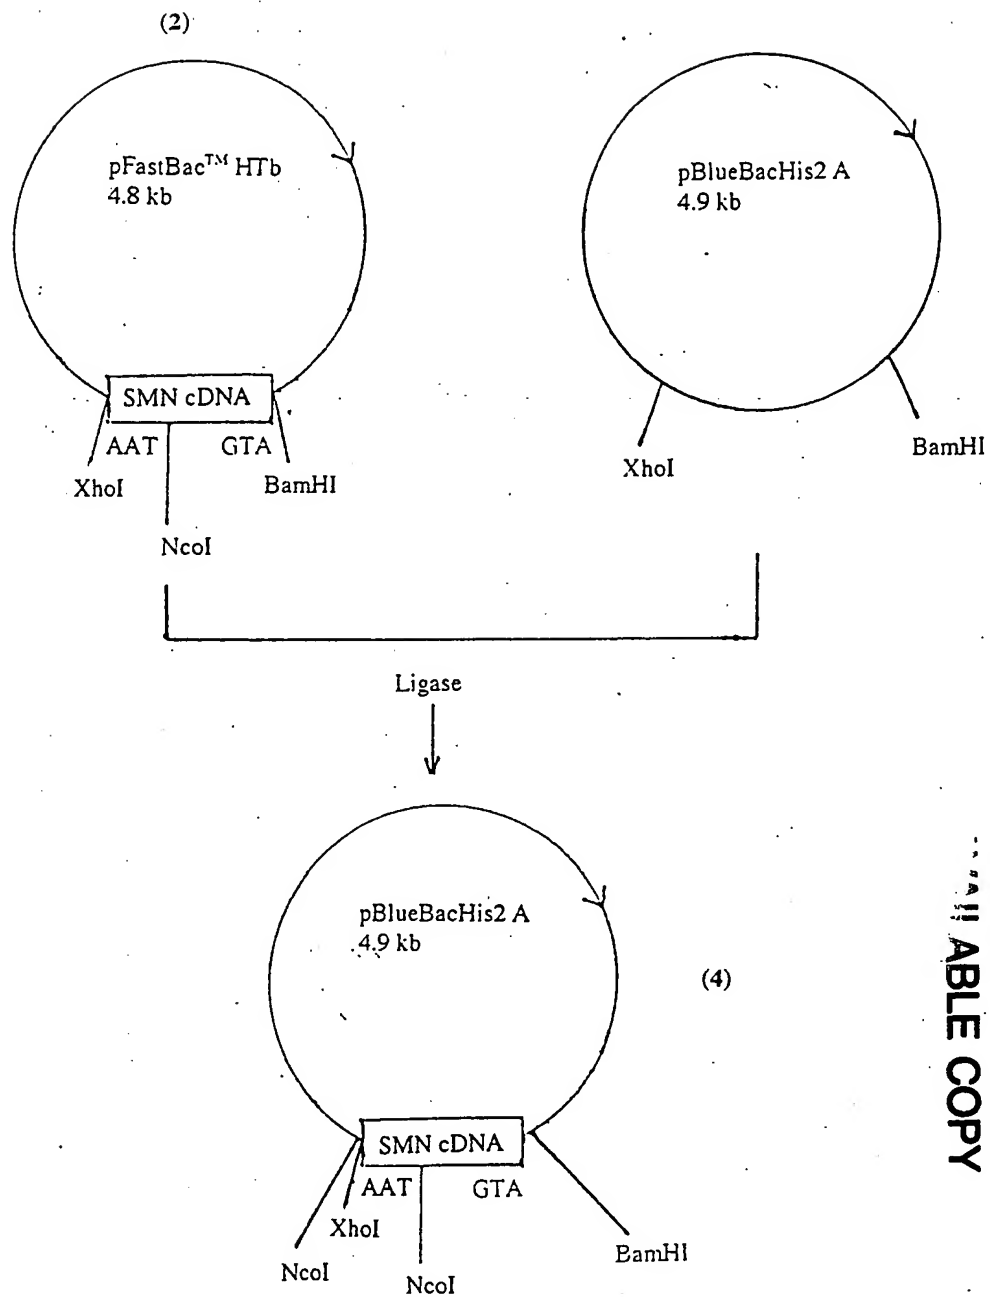 (2)
pFastBac™ HTb
4.8 kb
pBlueBacHis2 A
4.9 kb
SMN cDNA
AAT
GTA
XhoI
BamHI
NcoI
XhoI
BamHI
Ligase
pBlueBacHis2 A
4.9 kb
(4)
SMN cDNA
AAT
GTA
XhoI
NcoI
NcoI
BamHI
ABLE COPY